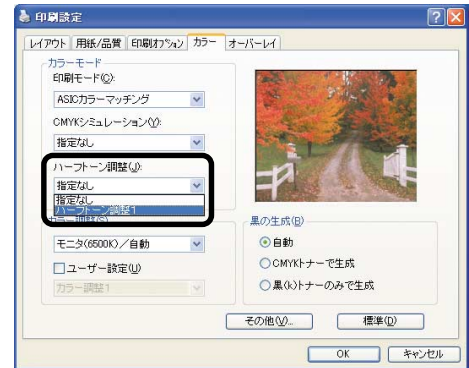 印刷設定
レイアウト 用紙/品質 印刷オプション カラー オーバーレイ
カラーモード
印刷モード(C):
ASICカラーマッチング
CMYKシミュレーション(Y):
指定なし
ハーフトーン調整(J):
指定なし
指定なし
ハーフトーン調整1
カラー調整(S)
モニタ(6500K)/自動
ユーザー設定(U)
カラー調整1
黒の生成(B)
自動
CMYKトナーで生成
黒(k)トナーのみで生成
その他(V)... 標準(D)
OK キャンセル